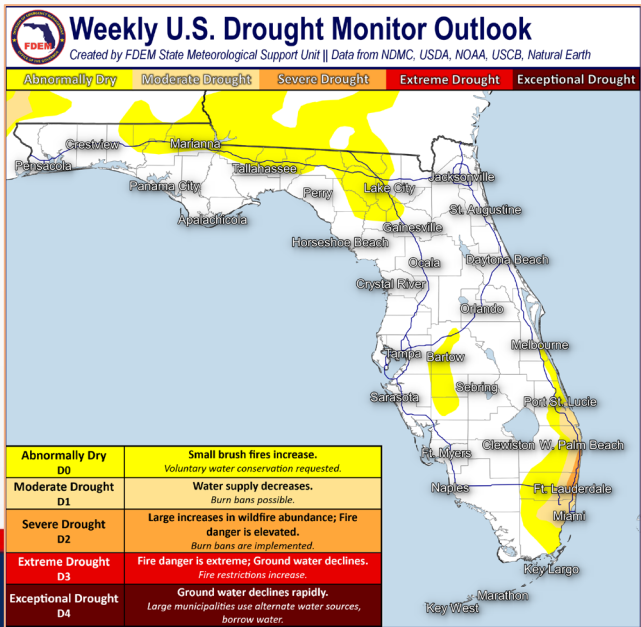 FDEM
Weekly U.S. Drought Monitor Outlook
Created by FDEM State Meteorological Support Unit || Data from NDMC, USDA, NOAA, USCB, Natural Earth
Abnormally Dry Moderate Drought Severe Drought Extreme Drought Exceptional Drought
Crestview
Marianna
Pensacola
Tallahassee
Panama City
Perry
Lake City
Jacksonville
Apalachicola
St. Augustine
Gainesville
Horseshoe Beach
Ocala
Daytona Beach
Crystal River
Orlando
Melbourne
Tampa
Bartow
Sebring
Sarasota
Port St. Lucie
Clewiston
W. Palm Beach
Ft. Myers
Naples
Ft. Lauderdale
Miami
Key Largo
Marathon
Key West
Abnormally Dry
D0
Small brush fires increase.
Voluntary water conservation requested.
Moderate Drought
D1
Water supply decreases.
Burn bans possible.
Severe Drought
D2
Large increases in wildfire abundance; Fire
danger is elevated.
Burn bans are implemented.
Extreme Drought
D3
Fire danger is extreme; Ground water declines.
Fire restrictions increase.
Exceptional Drought
D4
Ground water declines rapidly.
Large municipalities use alternate water sources,
borrow water.